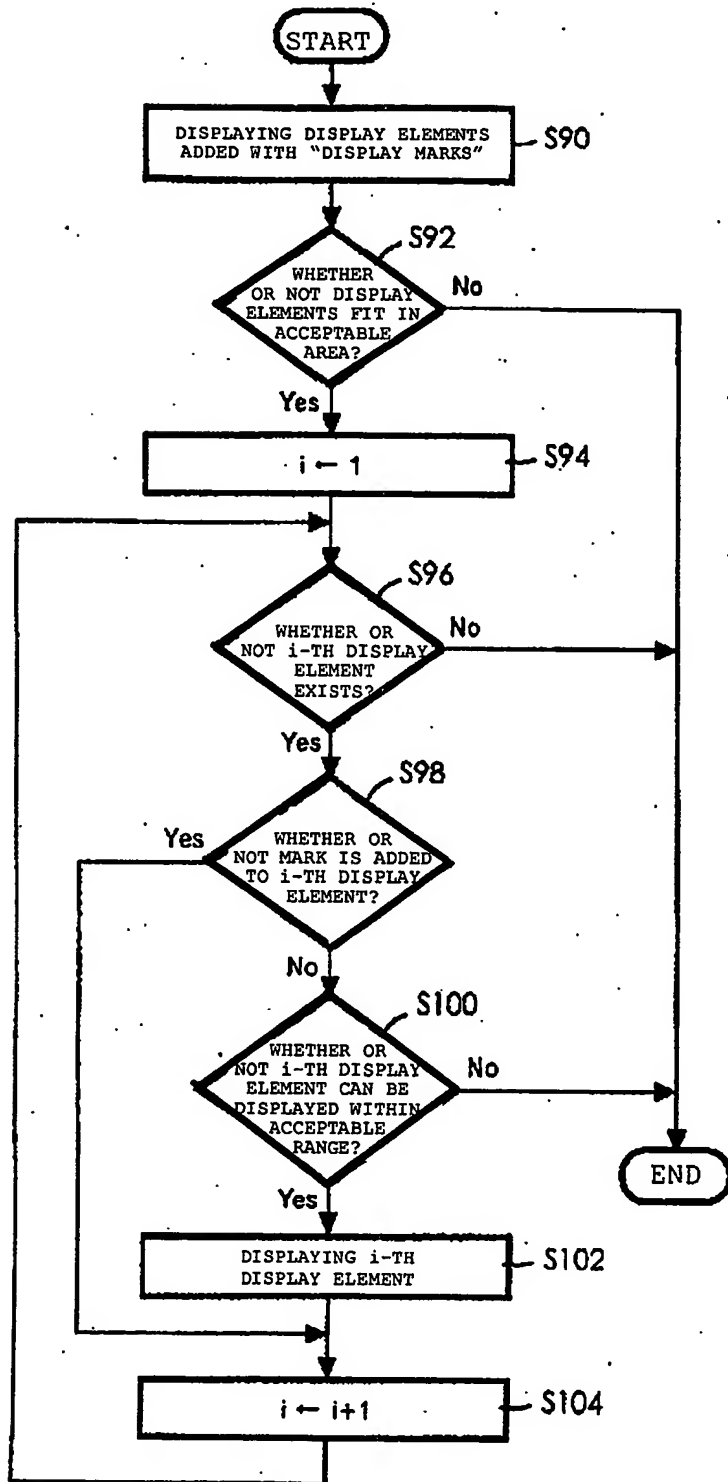 START
DISPLAYING DISPLAY ELEMENTS
ADDED WITH "DISPLAY MARKS"
S90
S92
WHETHER
OR NOT DISPLAY
ELEMENTS FIT IN
ACCEPTABLE
AREA?
No
Yes
i ← 1
S94
S96
WHETHER OR
NOT i-TH DISPLAY
ELEMENT
EXISTS?
No
Yes
S98
Yes
WHETHER OR
NOT MARK IS ADDED
TO i-TH DISPLAY
ELEMENT?
No
S100
WHETHER OR
NOT i-TH DISPLAY
ELEMENT CAN BE
DISPLAYED WITHIN
ACCEPTABLE
RANGE?
No
END
Yes
DISPLAYING i-TH
DISPLAY ELEMENT
S102
i ← i+1
S104